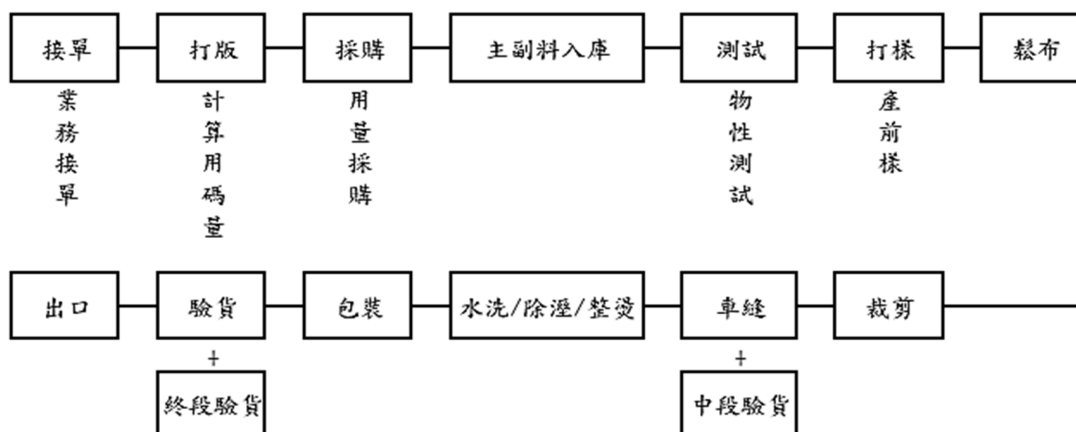 接單
打版
採購
主副料入庫
測試
打樣
鬆布
業務接單
計算用碼量
用量採購
物性測試
產前樣
出口
驗貨
包裝
水洗/除溼/整燙
車縫
裁剪
+
終段驗貨
+
中段驗貨